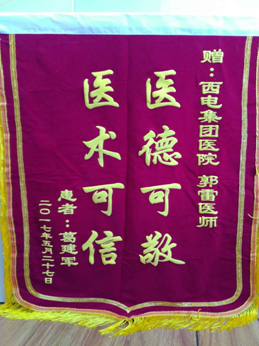 赠：西电集团医院 郭雷医师
医德可敬
医术可信
患者：葛建军
二〇一七年五月二十七日